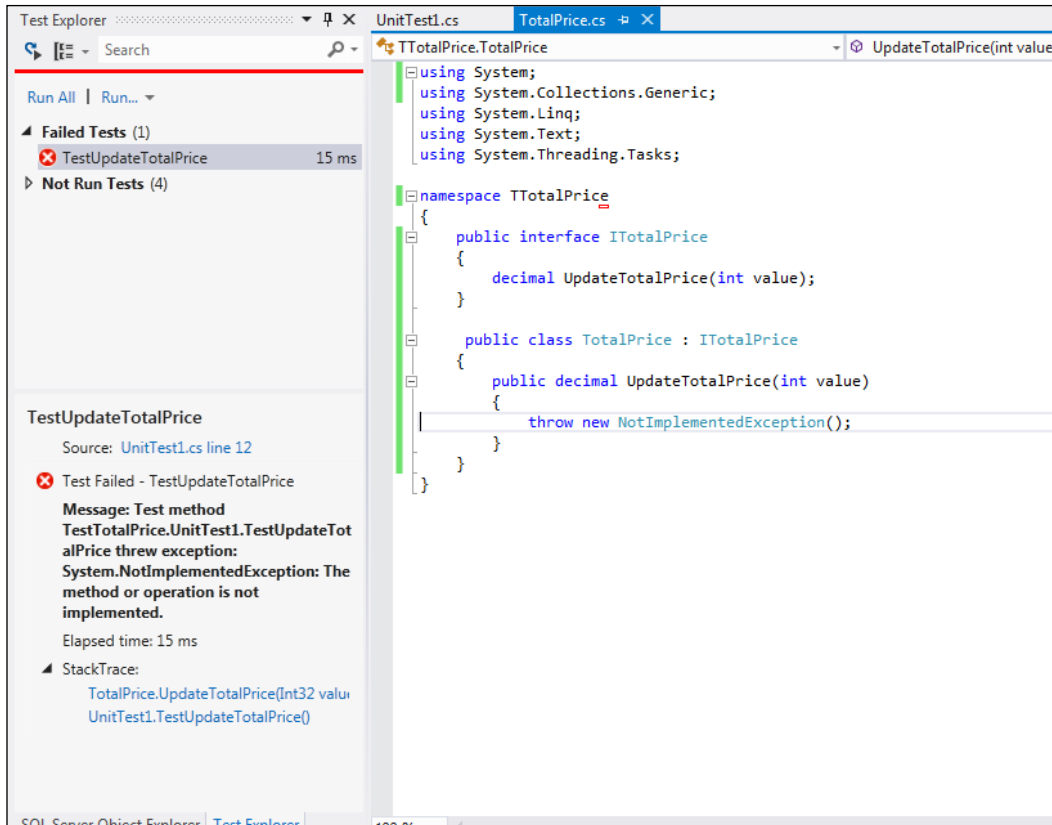 Test Explorer
Search
Run All | Run...
Failed Tests (1)
TestUpdateTotalPrice 15 ms
Not Run Tests (4)
TestUpdateTotalPrice
Source: UnitTest1.cs line 12
Test Failed - TestUpdateTotalPrice
Message: Test method
TestTotalPrice.UnitTest1.TestUpdateTot
alPrice threw exception:
System.NotImplementedException: The
method or operation is not
implemented.
Elapsed time: 15 ms
StackTrace:
TotalPrice.UpdateTotalPrice(Int32 valu
UnitTest1.TestUpdateTotalPrice()
SQL Server Object Explorer Test Explorer
UnitTest1.cs TotalPrice.cs
TTotalPrice.TotalPrice UpdateTotalPrice(int value
using System;
using System.Collections.Generic;
using System.Linq;
using System.Text;
using System.Threading.Tasks;
namespace TTotalPrice
{
public interface ITotalPrice
{
decimal UpdateTotalPrice(int value);
}
public class TotalPrice : ITotalPrice
{
public decimal UpdateTotalPrice(int value)
{
throw new NotImplementedException();
}
}
}